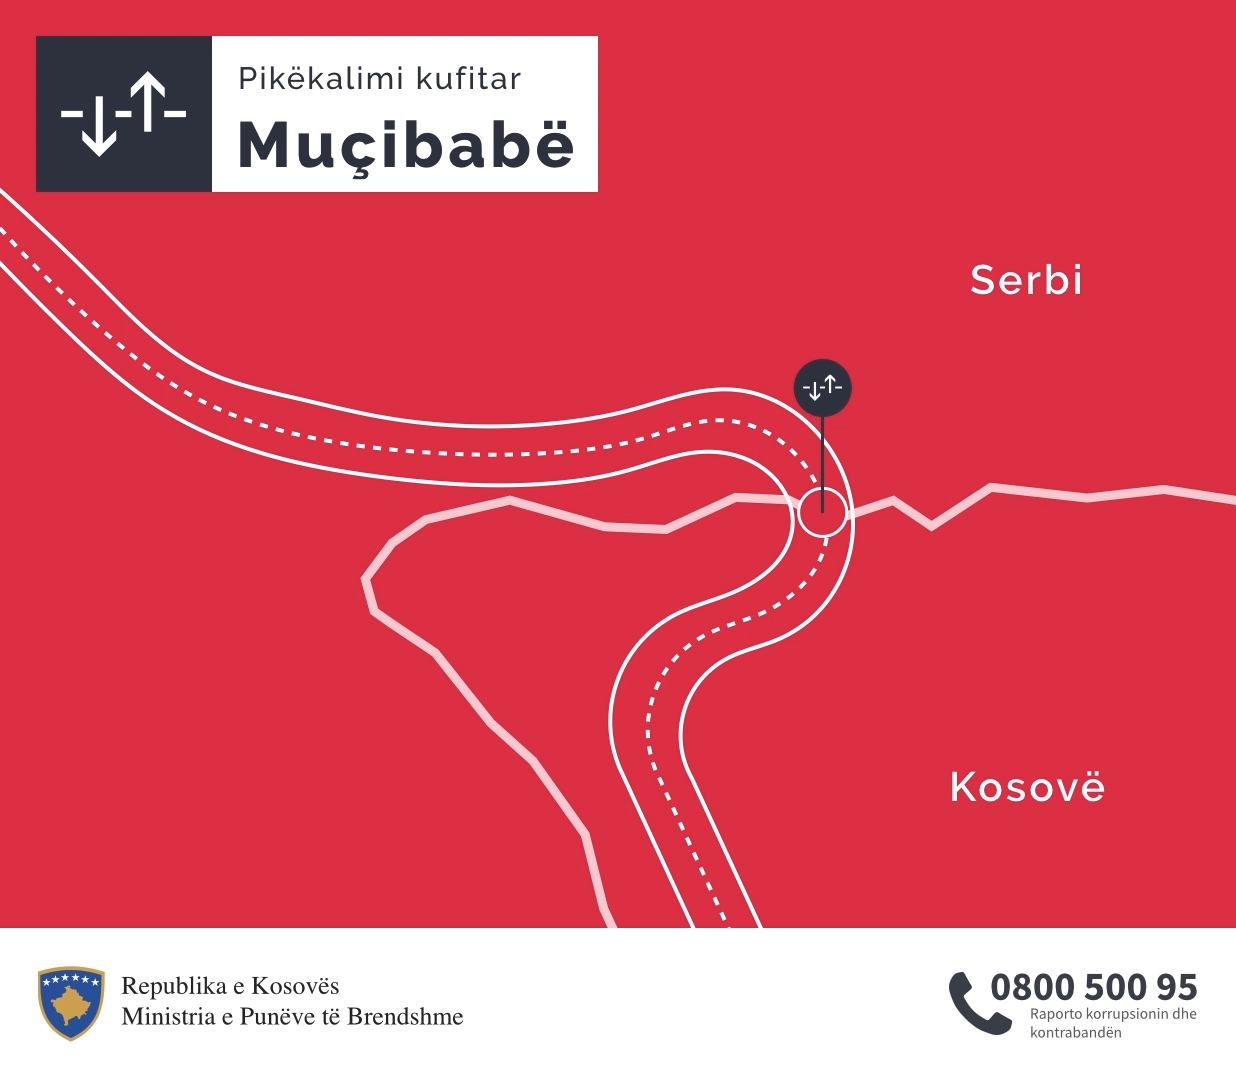 Pikëkalimi kufitar
Muçibabë
Serbi
Kosovë
Republika e Kosovës
Ministria e Punëve të Brendshme
0800 500 95
Raporto korrupsionin dhe
kontrabandën